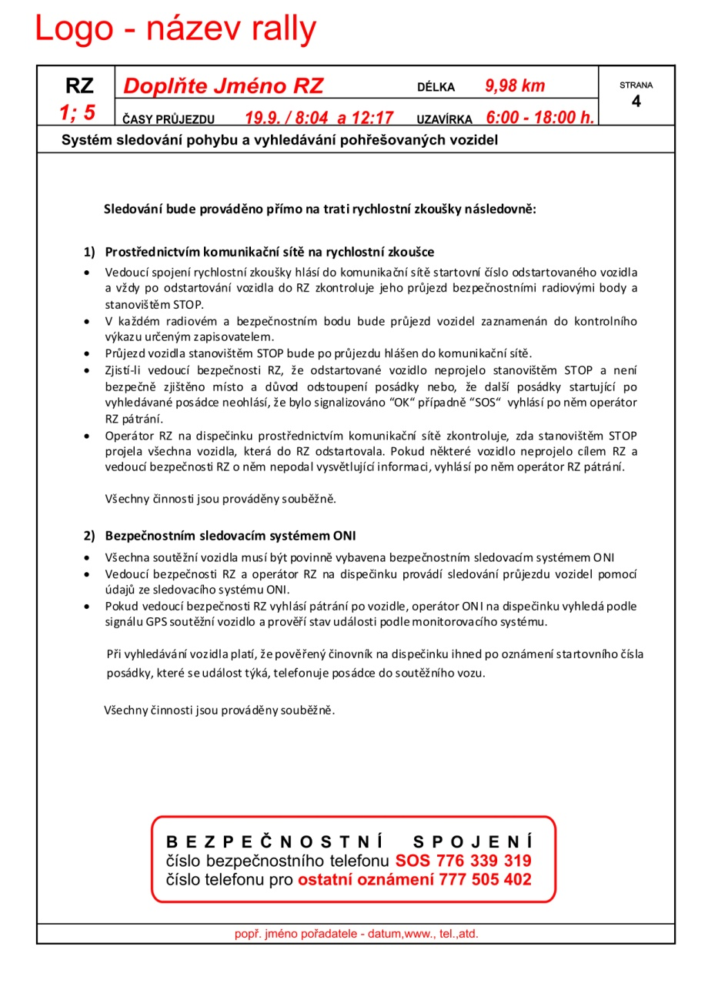 Logo - název rally
RZ
Doplňte Jméno RZ
DÉLKA
9,98 km
STRANA
4
1; 5
ČASY PRŮJEZDU
19.9. / 8:04 a 12:17
UZAVÍRKA
6:00 - 18:00 h.
Systém sledování pohybu a vyhledávání pohřešovaných vozidel
Sledování bude prováděno přímo na trati rychlostní zkoušky následovně:
1) Prostřednictvím komunikační sítě na rychlostní zkoušce
• Vedoucí spojení rychlostní zkoušky hlásí do komunikační sítě startovní číslo odstartovaného vozidla
a vždy po odstartování vozidla do RZ zkontroluje jeho průjezd bezpečnostními radiovými body a
stanovištěm STOP.
• V každém radiovém a bezpečnostním bodu bude průjezd vozidel zaznamenán do kontrolního
výkazu určeným zapisovatelem.
• Průjezd vozidla stanovištěm STOP bude po průjezdu hlášen do komunikační sítě.
• Zjistí-li vedoucí bezpečnosti RZ, že odstartované vozidlo neprojelo stanovištěm STOP a není
bezpečně zjištěno místo a důvod odstoupení posádky nebo, že další posádky startující po
vyhledávané posádce neohlásí, že bylo signalizováno “OK“ případně “SOS“ vyhlásí po něm operátor
RZ pátrání.
• Operátor RZ na dispečinku prostřednictvím komunikační sítě zkontroluje, zda stanovištěm STOP
projela všechna vozidla, která do RZ odstartovala. Pokud některé vozidlo neprojelo cílem RZ a
vedoucí bezpečnosti RZ o něm nepodal vysvětlující informaci, vyhlásí po něm operátor RZ pátrání.
Všechny činnosti jsou prováděny souběžně.
2) Bezpečnostním sledovacím systémem ONI
• Všechna soutěžní vozidla musí být povinně vybavena bezpečnostním sledovacím systémem ONI
• Vedoucí bezpečnosti RZ a operátor RZ na dispečinku provádí sledování průjezdu vozidel pomocí
údajů ze sledovacího systému ONI.
• Pokud vedoucí bezpečnosti RZ vyhlásí pátrání po vozidle, operátor ONI na dispečinku vyhledá podle
signálu GPS soutěžní vozidlo a prověří stav události podle monitorovacího systému.
Při vyhledávání vozidla platí, že pověřený činovník na dispečinku ihned po oznámení startovního čísla
posádky, které se událost týká, telefonuje posádce do soutěžního vozu.
Všechny činnosti jsou prováděny souběžně.
BEZPEČNOSTNÍ SPOJENÍ
číslo bezpečnostního telefonu SOS 776 339 319
číslo telefonu pro ostatní oznámení 777 505 402
popř. jméno pořadatele - datum,www., tel.,atd.